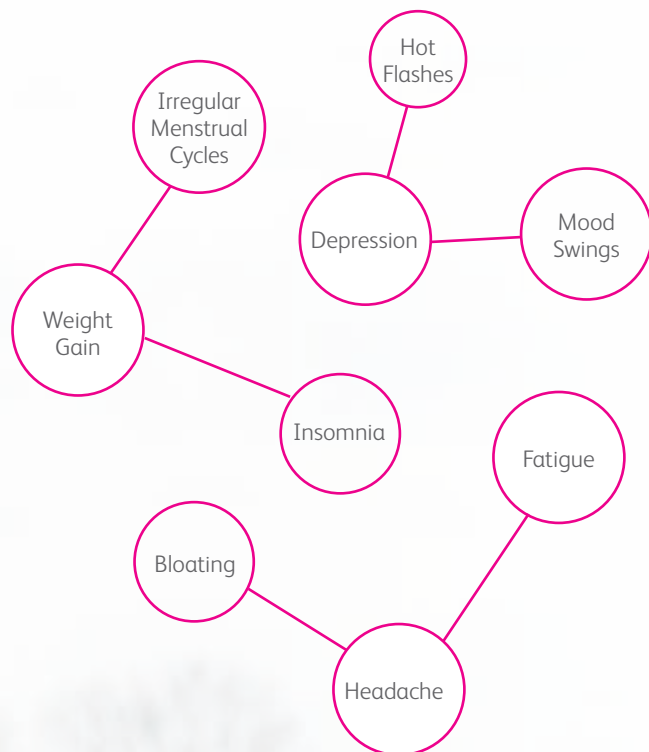 Hot
Flashes
Irregular
Menstrual
Cycles
Depression
Mood
Swings
Weight
Gain
Insomnia
Fatigue
Bloating
Headache